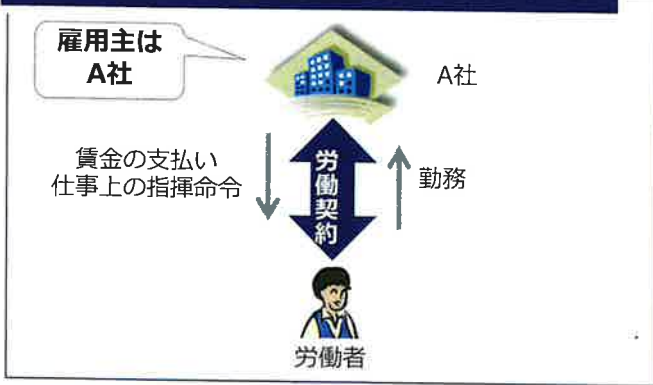 雇用主は
A社
A社
賃金の支払い
仕事上の指揮命令
労働契約
勤務
労働者